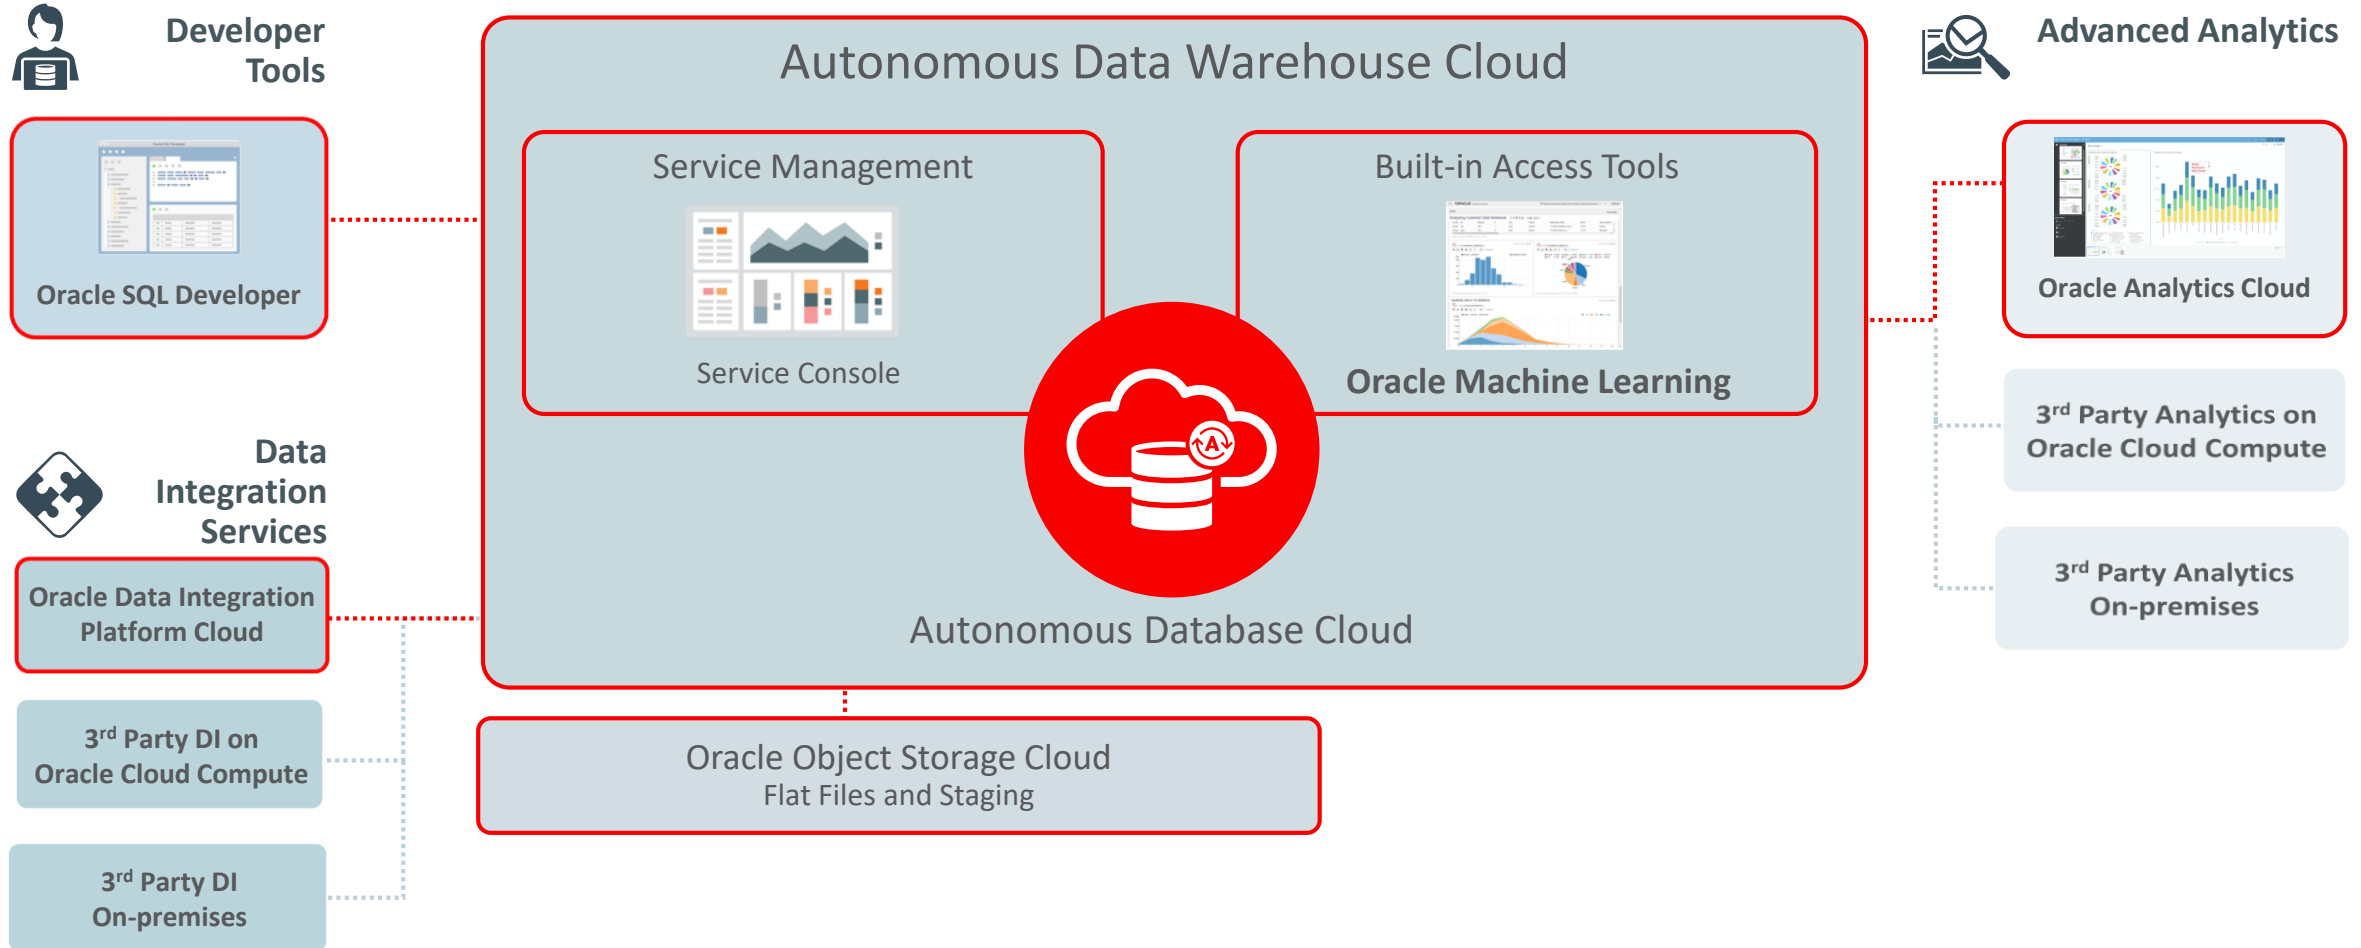 Developer
Tools
Oracle SQL Developer
Data
Integration
Services
Oracle Data Integration
Platform Cloud
3rd Party DI on
Oracle Cloud Compute
3rd Party DI
On-premises
Autonomous Data Warehouse Cloud
Service Management
Service Console
Built-in Access Tools
ORACLE
Oracle Machine Learning
A
Autonomous Database Cloud
Oracle Object Storage Cloud
Flat Files and Staging
Advanced Analytics
Oracle Analytics Cloud
3rd Party Analytics on
Oracle Cloud Compute
3rd Party Analytics
On-premises